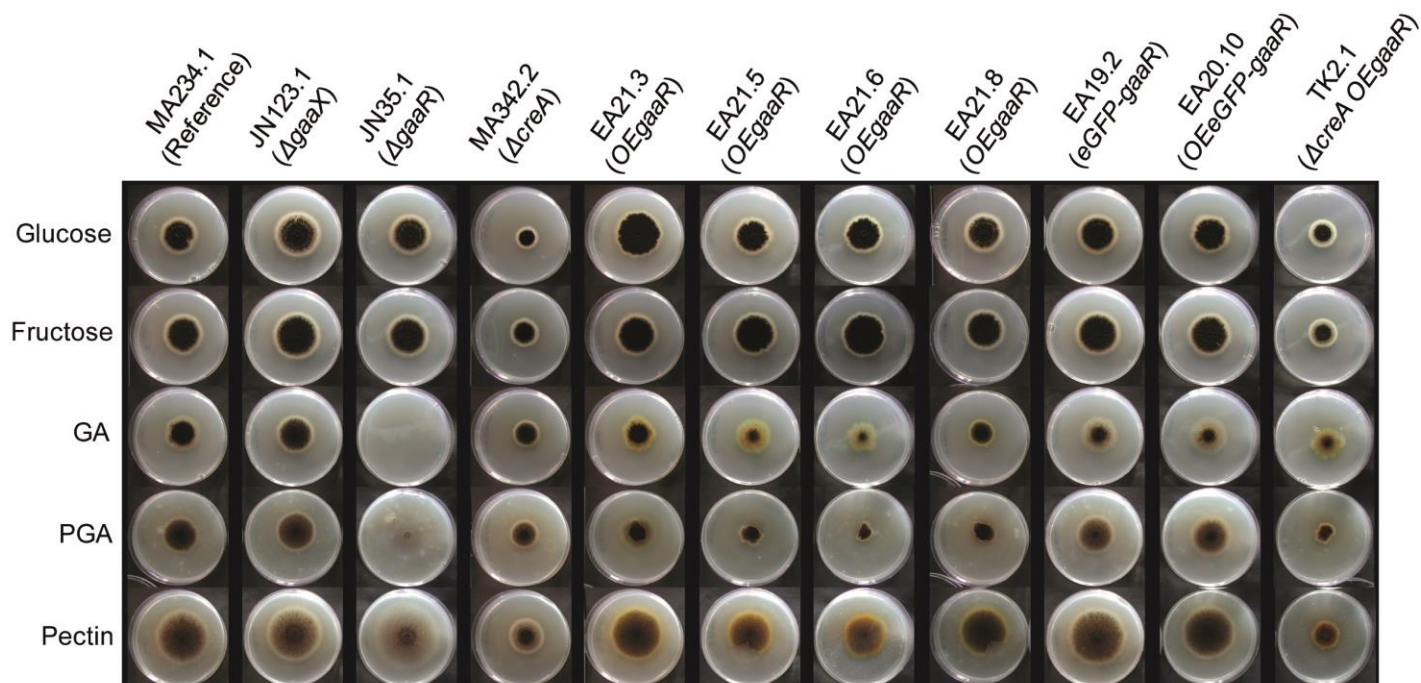 MA234.1
(Reference)
JN123.1
(ΔgaaX)
JN35.1
(ΔgaaR)
MA342.2
(ΔcreA)
EA21.3
(OEgaaR)
EA21.5
(OEgaaR)
EA21.6
(OEgaaR)
EA21.8
(OEgaaR)
EA19.2
(eGFP-gaaR)
EA20.10
(OEeGFP-gaaR)
TK2.1
(ΔcreA OEgaaR)
Glucose
Fructose
GA
PGA
Pectin